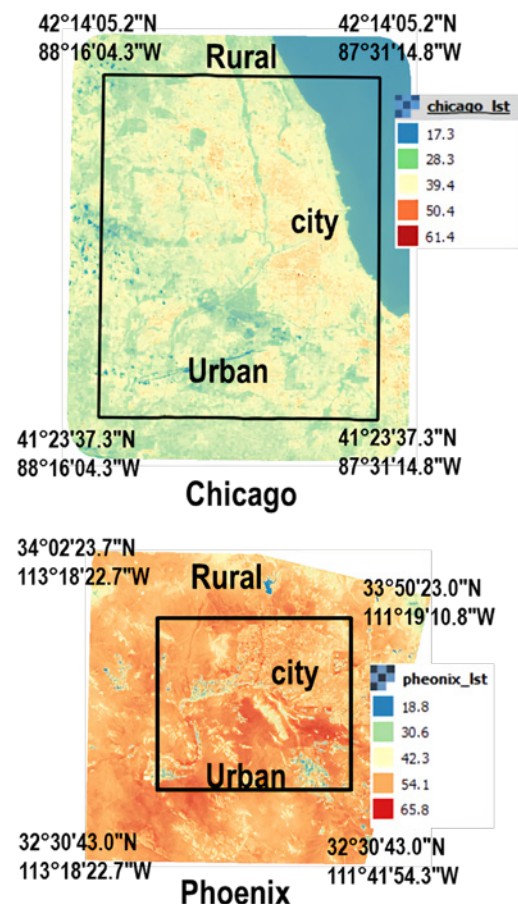 42°14'05.2"N 42°14'05.2"N
88°16'04.3"W Rural 87°31'14.8"W
chicago_lst
17.3
28.3
39.4
50.4
61.4
city
Urban
41°23'37.3"N 41°23'37.3"N
88°16'04.3"W 87°31'14.8"W
Chicago
34°02'23.7"N
113°18'22.7"W Rural
33°50'23.0"N
111°19'10.8"W
city
pheonix_lst
18.8
30.6
42.3
54.1
65.8
Urban
32°30'43.0"N 32°30'43.0"N
113°18'22.7"W 111°41'54.3"W
Phoenix